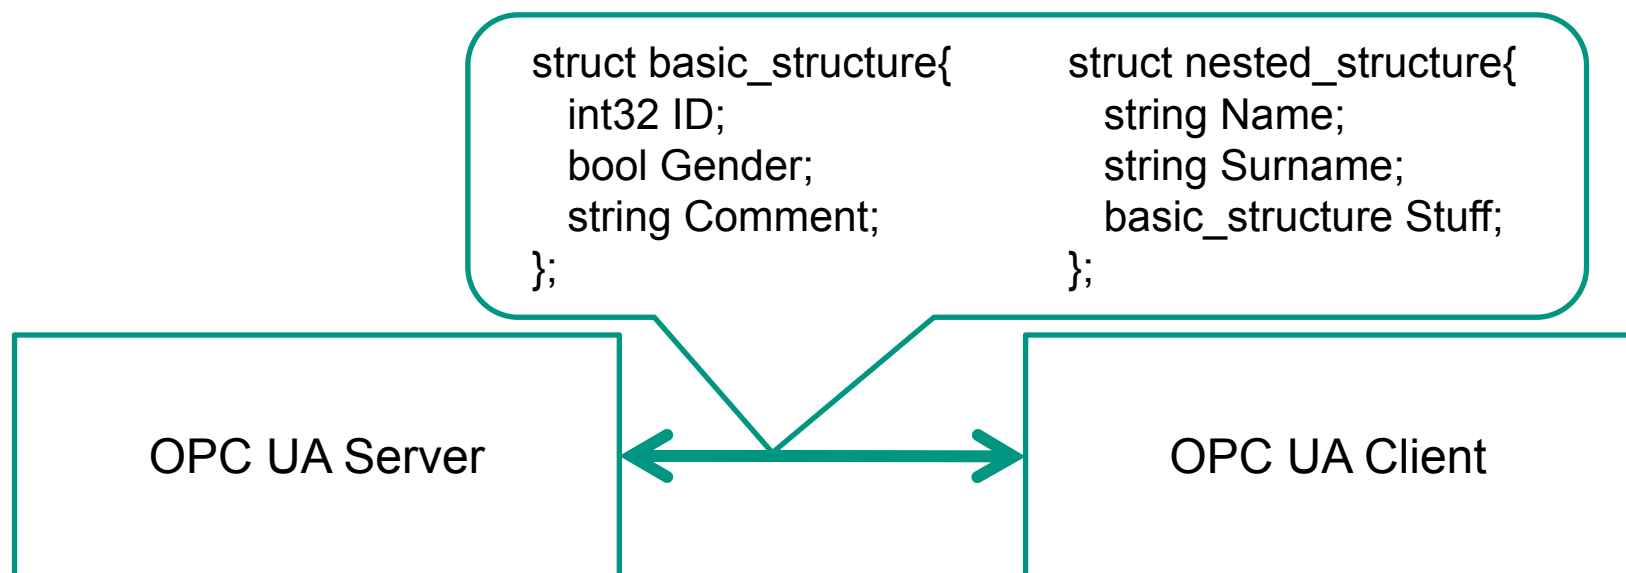 struct basic_structure{
int32 ID;
bool Gender;
string Comment;
};
struct nested_structure{
string Name;
string Surname;
basic_structure Stuff;
};
OPC UA Server
OPC UA Client